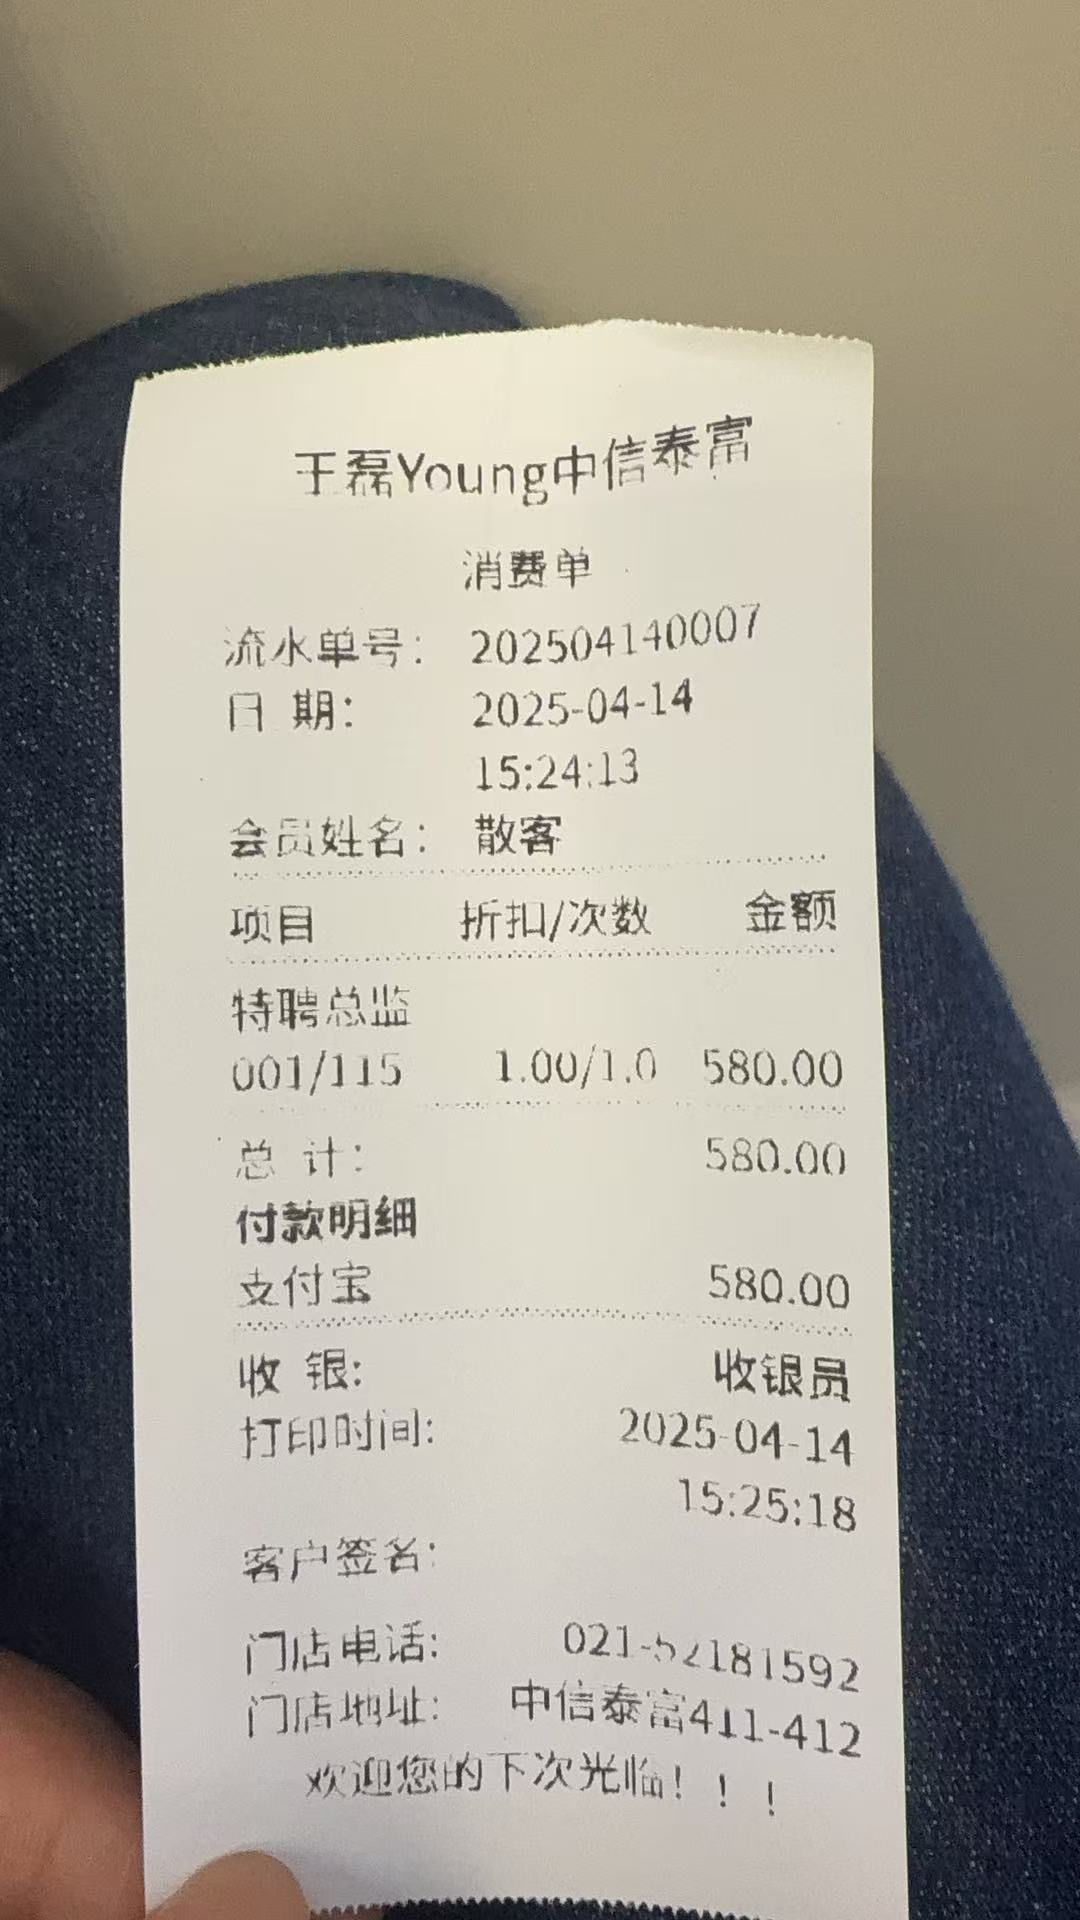 于磊Young中信泰富
消费单
流水单号： 202504140007
日 期： 2025-04-14
15:24:13
会员姓名： 散客
项目 折扣/次数 金额
特聘总监
001/115 1.00/1.0 580.00
总 计： 580.00
付款明细
支付宝 580.00
收 银: 收银员
打印时间: 2025-04-14
15:25:18
客户签名:
门店电话: 021-52181592
门店地址: 中信泰富411-412
欢迎您的下次光临！！！